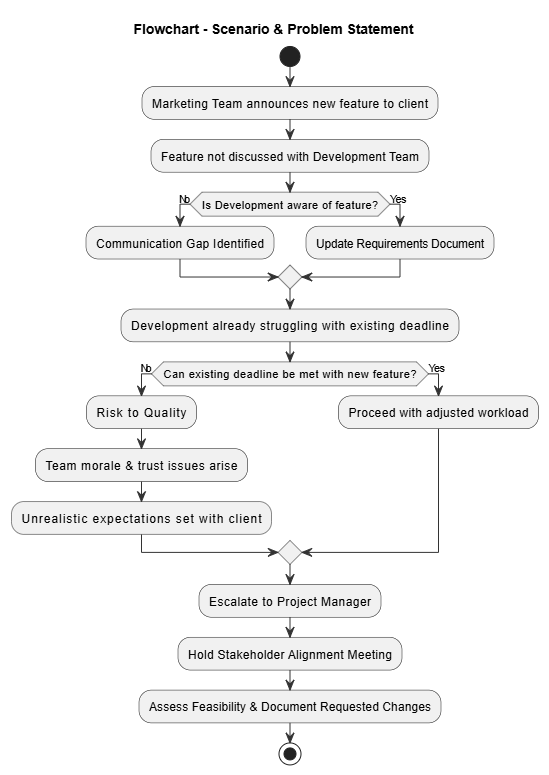 Flowchart - Scenario & Problem Statement
Marketing Team announces new feature to client
Feature not discussed with Development Team
Is Development aware of feature?
No
Yes
Communication Gap Identified
Update Requirements Document
Development already struggling with existing deadline
Can existing deadline be met with new feature?
No
Yes
Risk to Quality
Proceed with adjusted workload
Team morale & trust issues arise
Unrealistic expectations set with client
Escalate to Project Manager
Hold Stakeholder Alignment Meeting
Assess Feasibility & Document Requested Changes